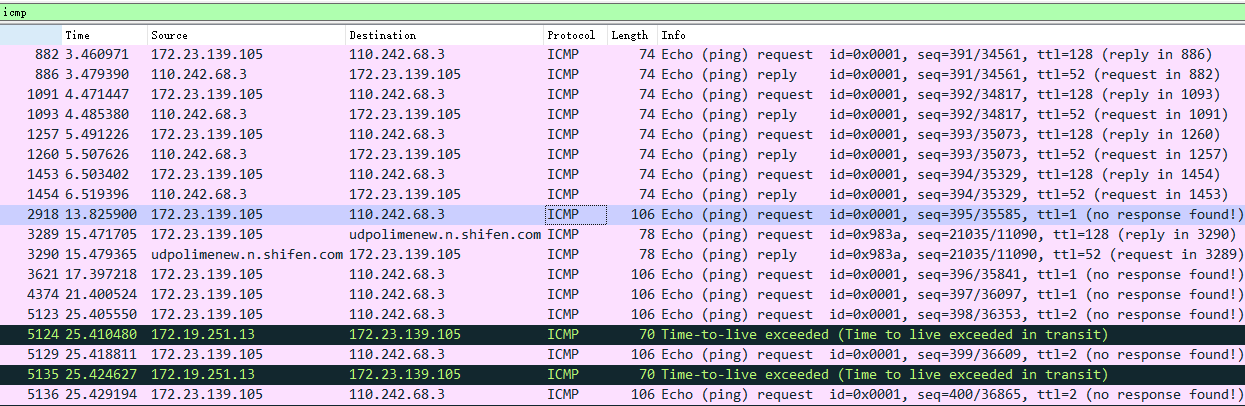 icmp
Time Source Destination Protocol Length Info
882 3.460971 172.23.139.105 110.242.68.3 ICMP 74 Echo (ping) request id=0x0001, seq=391/34561, ttl=128 (reply in 886)
886 3.479390 110.242.68.3 172.23.139.105 ICMP 74 Echo (ping) reply id=0x0001, seq=391/34561, ttl=52 (request in 882)
1091 4.471447 172.23.139.105 110.242.68.3 ICMP 74 Echo (ping) request id=0x0001, seq=392/34817, ttl=128 (reply in 1093)
1093 4.485380 110.242.68.3 172.23.139.105 ICMP 74 Echo (ping) reply id=0x0001, seq=392/34817, ttl=52 (request in 1091)
1257 5.491226 172.23.139.105 110.242.68.3 ICMP 74 Echo (ping) request id=0x0001, seq=393/35073, ttl=128 (reply in 1260)
1260 5.507626 110.242.68.3 172.23.139.105 ICMP 74 Echo (ping) reply id=0x0001, seq=393/35073, ttl=52 (request in 1257)
1453 6.503402 172.23.139.105 110.242.68.3 ICMP 74 Echo (ping) request id=0x0001, seq=394/35329, ttl=128 (reply in 1454)
1454 6.519396 110.242.68.3 172.23.139.105 ICMP 74 Echo (ping) reply id=0x0001, seq=394/35329, ttl=52 (request in 1453)
2918 13.825900 172.23.139.105 110.242.68.3 ICMP 106 Echo (ping) request id=0x0001, seq=395/35585, ttl=1 (no response found!)
3289 15.471705 172.23.139.105 udpolimenew.n.shifen.com ICMP 78 Echo (ping) request id=0x983a, seq=21035/11090, ttl=128 (reply in 3290)
3290 15.479365 udpolimenew.n.shifen.com 172.23.139.105 ICMP 78 Echo (ping) reply id=0x983a, seq=21035/11090, ttl=52 (request in 3289)
3621 17.397218 172.23.139.105 110.242.68.3 ICMP 106 Echo (ping) request id=0x0001, seq=396/35841, ttl=1 (no response found!)
4374 21.400524 172.23.139.105 110.242.68.3 ICMP 106 Echo (ping) request id=0x0001, seq=397/36097, ttl=1 (no response found!)
5123 25.405550 172.23.139.105 110.242.68.3 ICMP 106 Echo (ping) request id=0x0001, seq=398/36353, ttl=2 (no response found!)
5124 25.410480 172.19.251.13 172.23.139.105 ICMP 70 Time-to-live exceeded (Time to live exceeded in transit)
5129 25.418811 172.23.139.105 110.242.68.3 ICMP 106 Echo (ping) request id=0x0001, seq=399/36609, ttl=2 (no response found!)
5135 25.424627 172.19.251.13 172.23.139.105 ICMP 70 Time-to-live exceeded (Time to live exceeded in transit)
5136 25.429194 172.23.139.105 110.242.68.3 ICMP 106 Echo (ping) request id=0x0001, seq=400/36865, ttl=2 (no response found!)